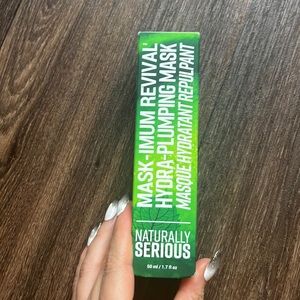 MASK-IMUM REVIVAL
HYDRA-PLUMPING MASK
MASQUE HYDRATANT REPULPANT
NATURALLY
SERIOUS
50 ml / 1.7 fl oz